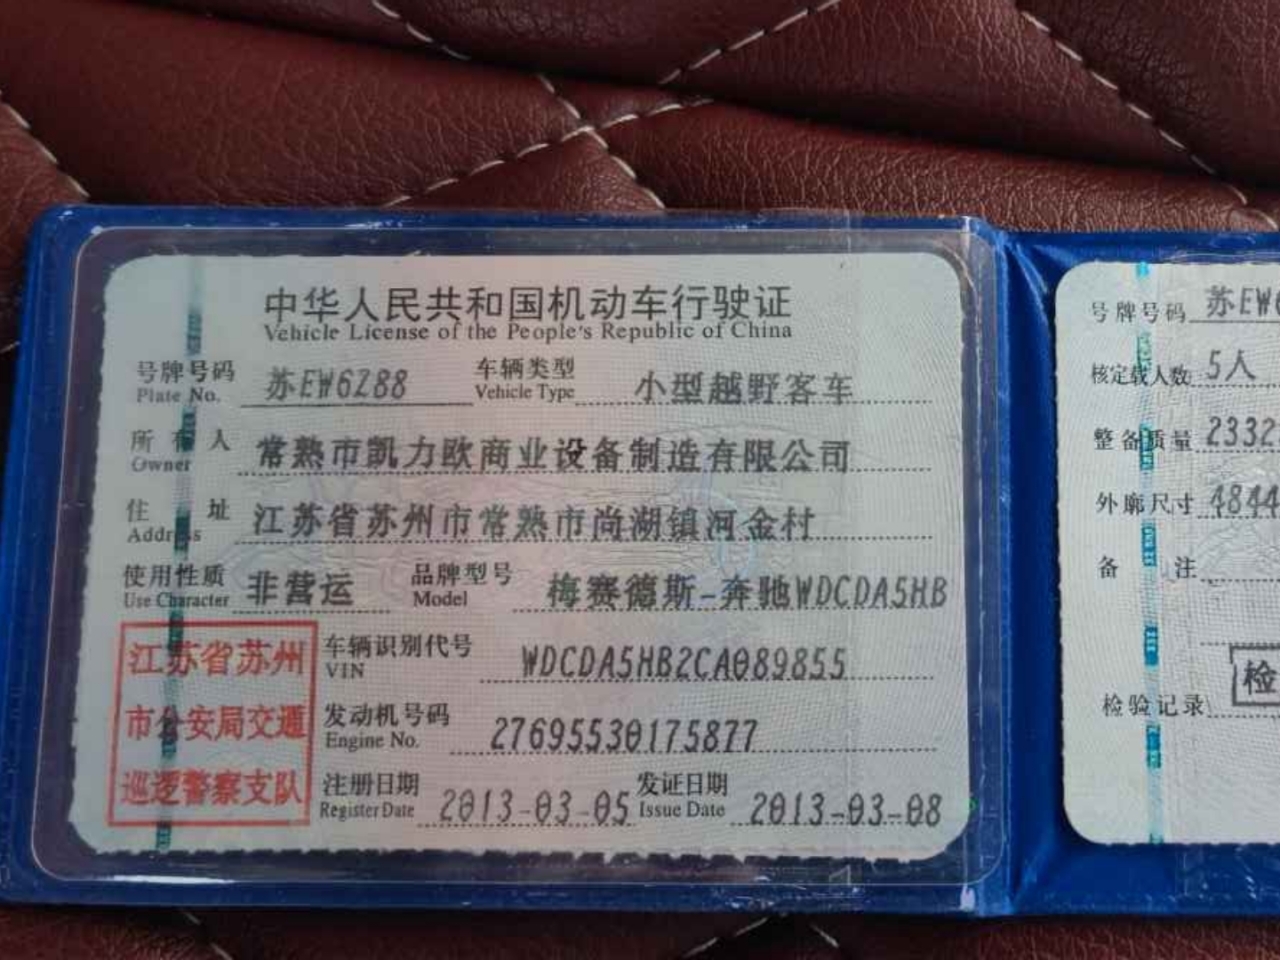 中华人民共和国机动车行驶证
Vehicle License of the People's Republic of China
号牌号码 苏EW6Z88 车辆类型 小型越野客车
Plate No. Vehicle Type
所有人 常熟市凯力欧商业设备制造有限公司
Owner
住址 江苏省苏州市常熟市尚湖镇河金村
Address
使用性质 非营运 品牌型号 梅赛德斯-奔驰WDCDA5HB
Use Character Model
江苏省苏州
市公安局交通
巡逻警察支队
车辆识别代号 WDCDA5HB2CA089855
VIN
发动机号码 27695530175877
Engine No.
注册日期 2013-03-05 发证日期 2013-03-08
Register Date Issue Date
号牌号码 苏EW6
核定载人数 5人
整备质量 2332
外廓尺寸 4844
备注
检验记录 检